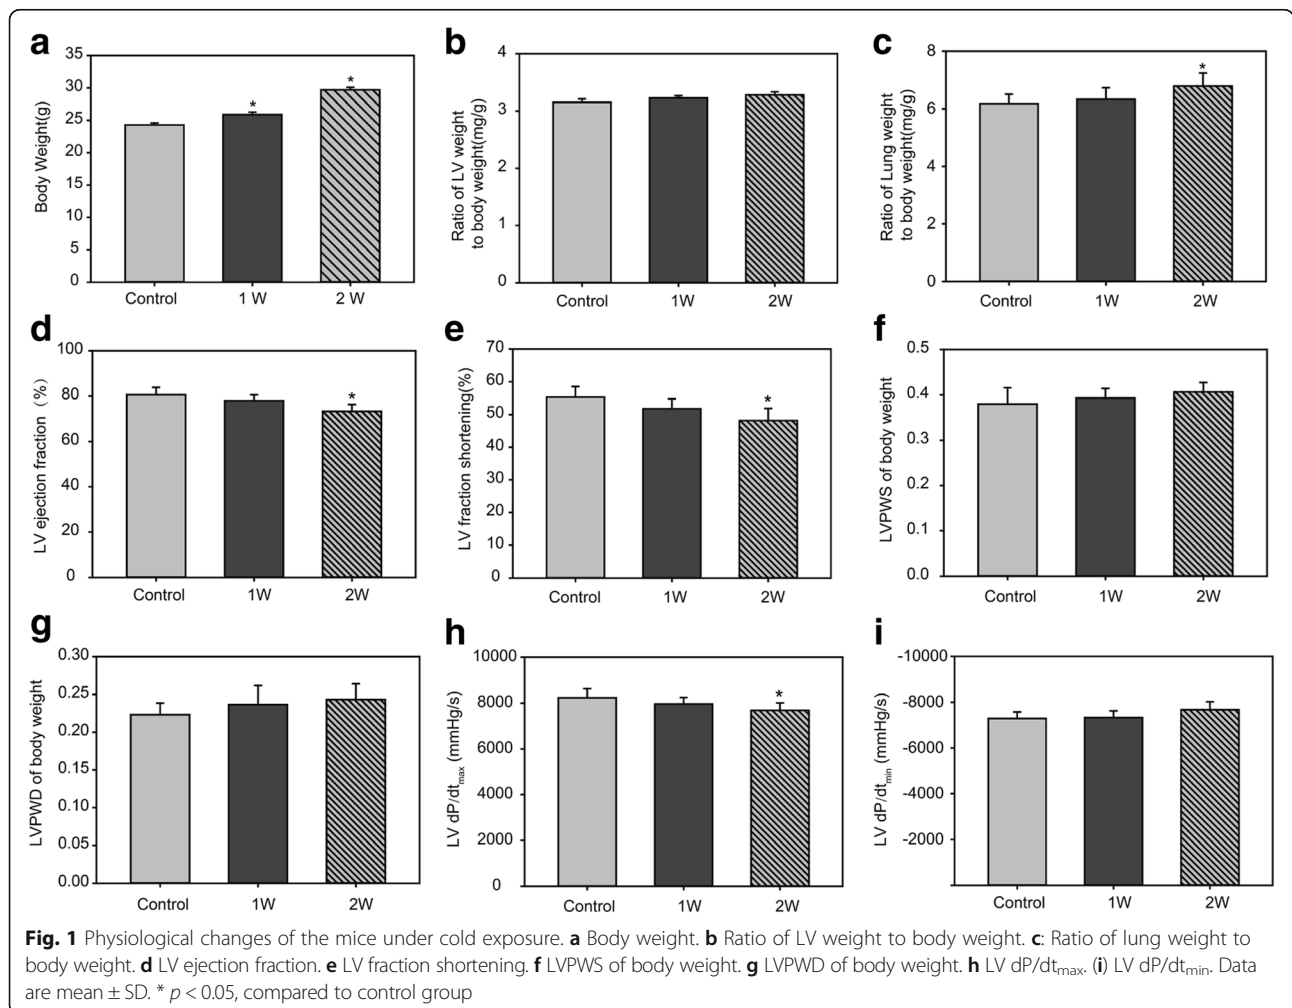 a
35
30
25
20
15
10
5
0
Body Weight(g)
*
*
Control 1 W 2 W
b
4
3
2
1
0
Ratio of LV weight
to body weight(mg/g)
Control 1W 2W
c
8
6
4
2
0
Ratio of Lung weight
to body weight(mg/g)
*
Control 1W 2W
d
100
80
60
40
20
0
LV ejection fraction (%)
*
Control 1W 2W
e
70
60
50
40
30
20
10
0
LV fraction shortening(%)
*
Control 1W 2W
f
0.5
0.4
0.3
0.2
0.1
0.0
LVPWS of body weight
Control 1W 2W
g
0.30
0.25
0.20
0.15
0.10
0.05
0.00
LVPWD of body weight
Control 1W 2W
h
10000
8000
6000
4000
2000
0
LV dP/dtmax (mmHg/s)
*
Control 1W 2W
i
-10000
-8000
-6000
-4000
-2000
LV dP/dtmin (mmHg/s)
Control 1W 2W
Fig. 1 Physiological changes of the mice under cold exposure. a Body weight. b Ratio of LV weight to body weight. c: Ratio of lung weight to
body weight. d LV ejection fraction. e LV fraction shortening. f LVPWS of body weight. g LVPWD of body weight. h LV dP/dtmax. (i) LV dP/dtmin. Data
are mean ± SD. * p < 0.05, compared to control group